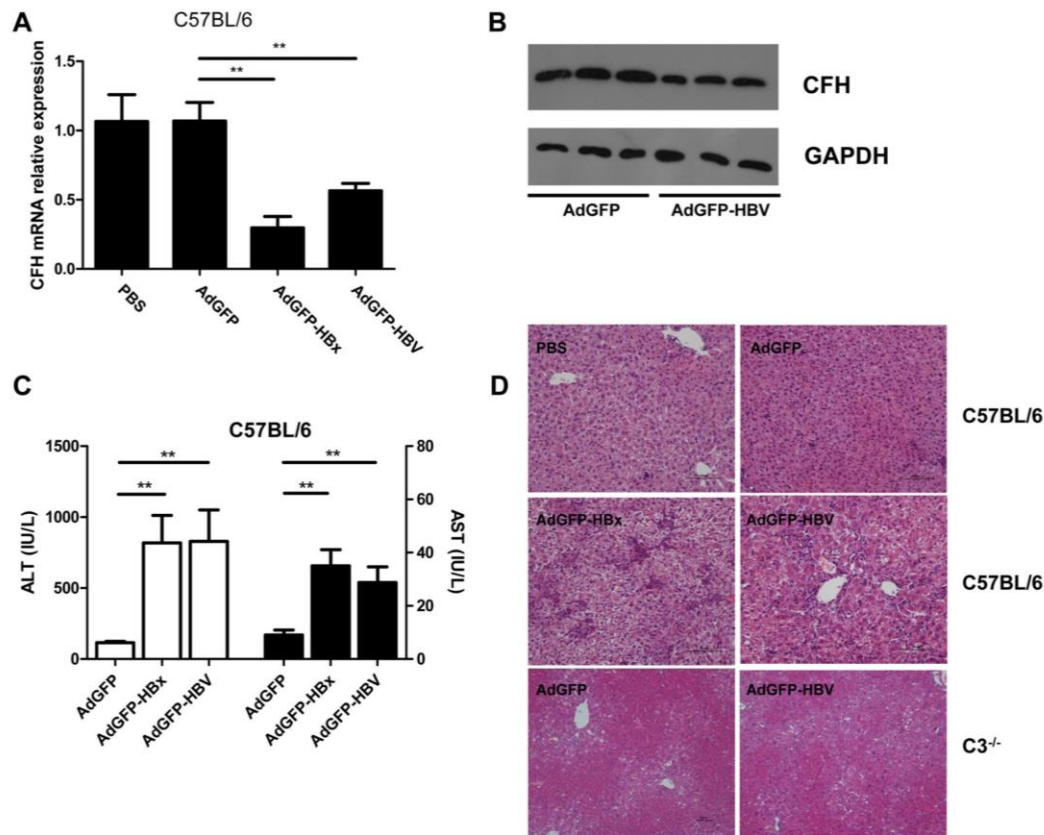 A
C57BL/6
**
**
CFH mRNA relative expression
1.5
1.0
0.5
0.0
PBS
AdGFP
AdGFP-HBx
AdGFP-HBV
B
CFH
GAPDH
AdGFP AdGFP-HBV
C
C57BL/6
ALT (IU/L)
1500
1000
500
0
**
**
**
**
80
60
40
20
0
AST (IU/L)
AdGFP
AdGFP-HBx
AdGFP-HBV
AdGFP
AdGFP-HBx
AdGFP-HBV
D
PBS AdGFP
C57BL/6
AdGFP-HBx AdGFP-HBV
C57BL/6
AdGFP AdGFP-HBV
C3-/-